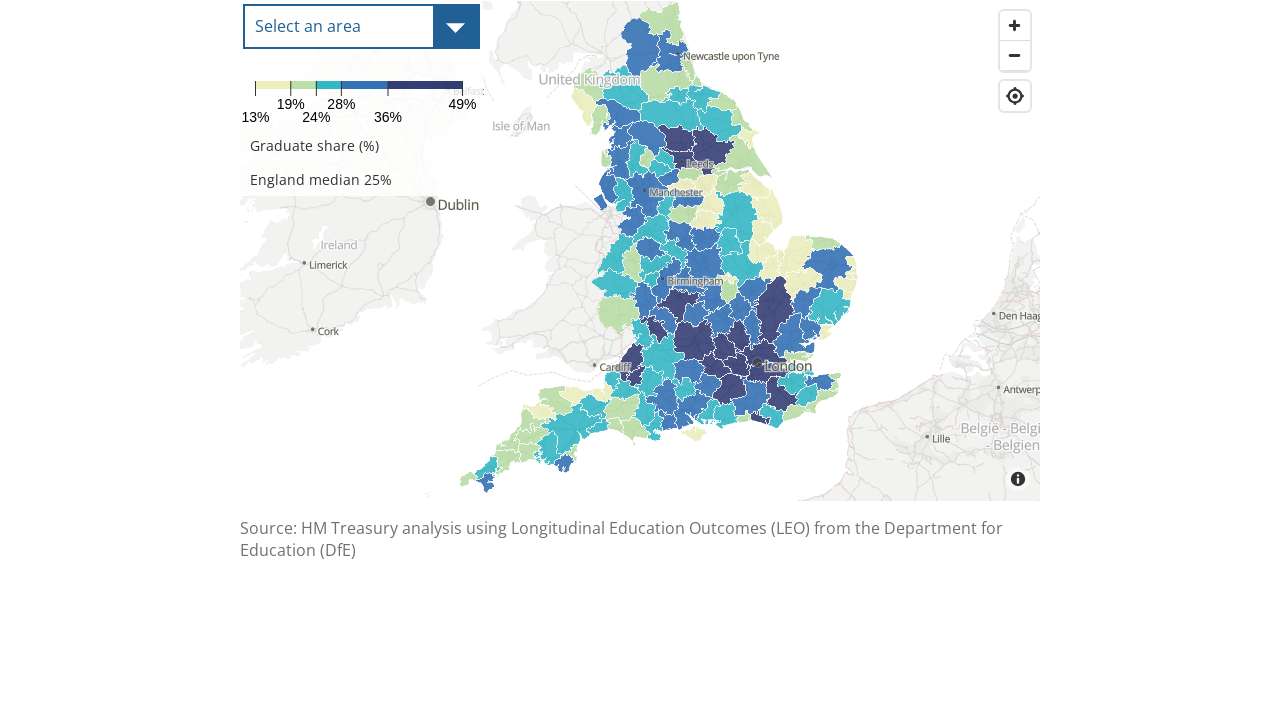 Select an area
19% 28% 49%
13% 24% 36%
Graduate share (%)
England median 25%
Newcastle upon Tyne
United Kingdom
Isle of Man
Leeds
Manchester
Dublin
Ireland
Limerick
Birmingham
Den Haag
Cork
Cardiff
London
Antwerp
België - Belgi
- Belgien
Lille
Source: HM Treasury analysis using Longitudinal Education Outcomes (LEO) from the Department for
Education (DfE)